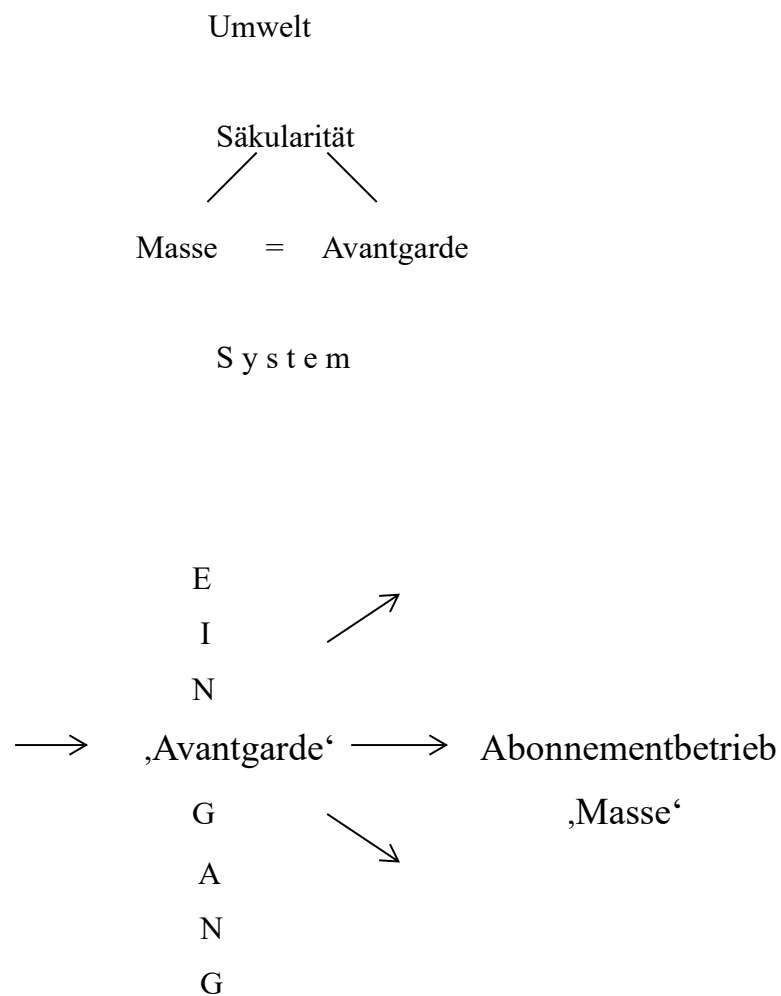 Umwelt
Säkularität
Masse = Avantgarde
S y s t e m
E
I
N
‚Avantgarde‘ Abonnementbetrieb
G ‚Masse‘
A
N
G